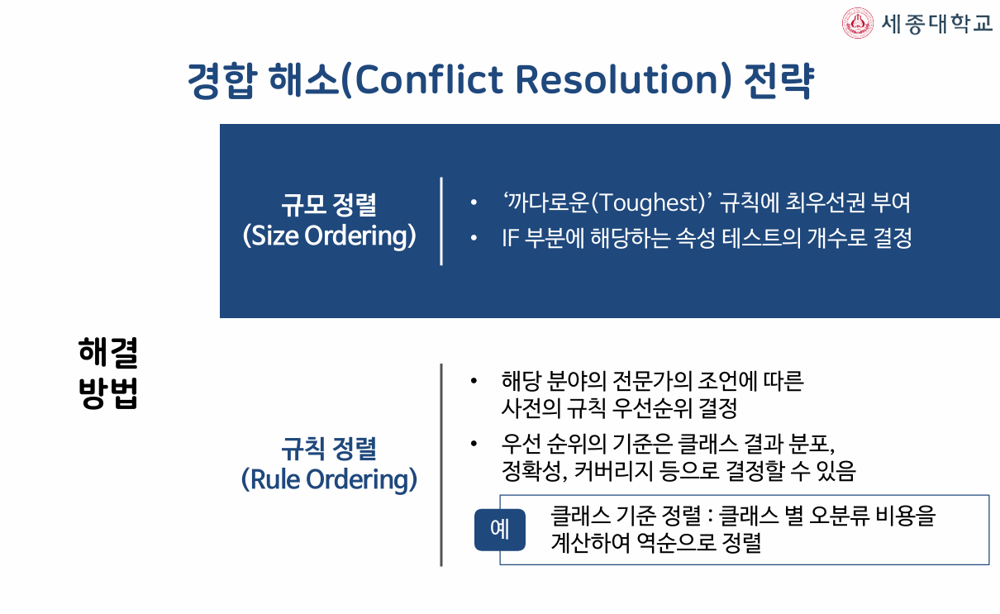 세종대학교
경합 해소(Conflict Resolution) 전략
해결
방법
규모 정렬
(Size Ordering)
• ‘까다로운(Toughest)’ 규칙에 최우선권 부여
• IF 부분에 해당하는 속성 테스트의 개수로 결정
규칙 정렬
(Rule Ordering)
• 해당 분야의 전문가의 조언에 따른
사전의 규칙 우선순위 결정
• 우선 순위의 기준은 클래스 결과 분포,
정확성, 커버리지 등으로 결정할 수 있음
예
클래스 기준 정렬 : 클래스 별 오분류 비용을
계산하여 역순으로 정렬